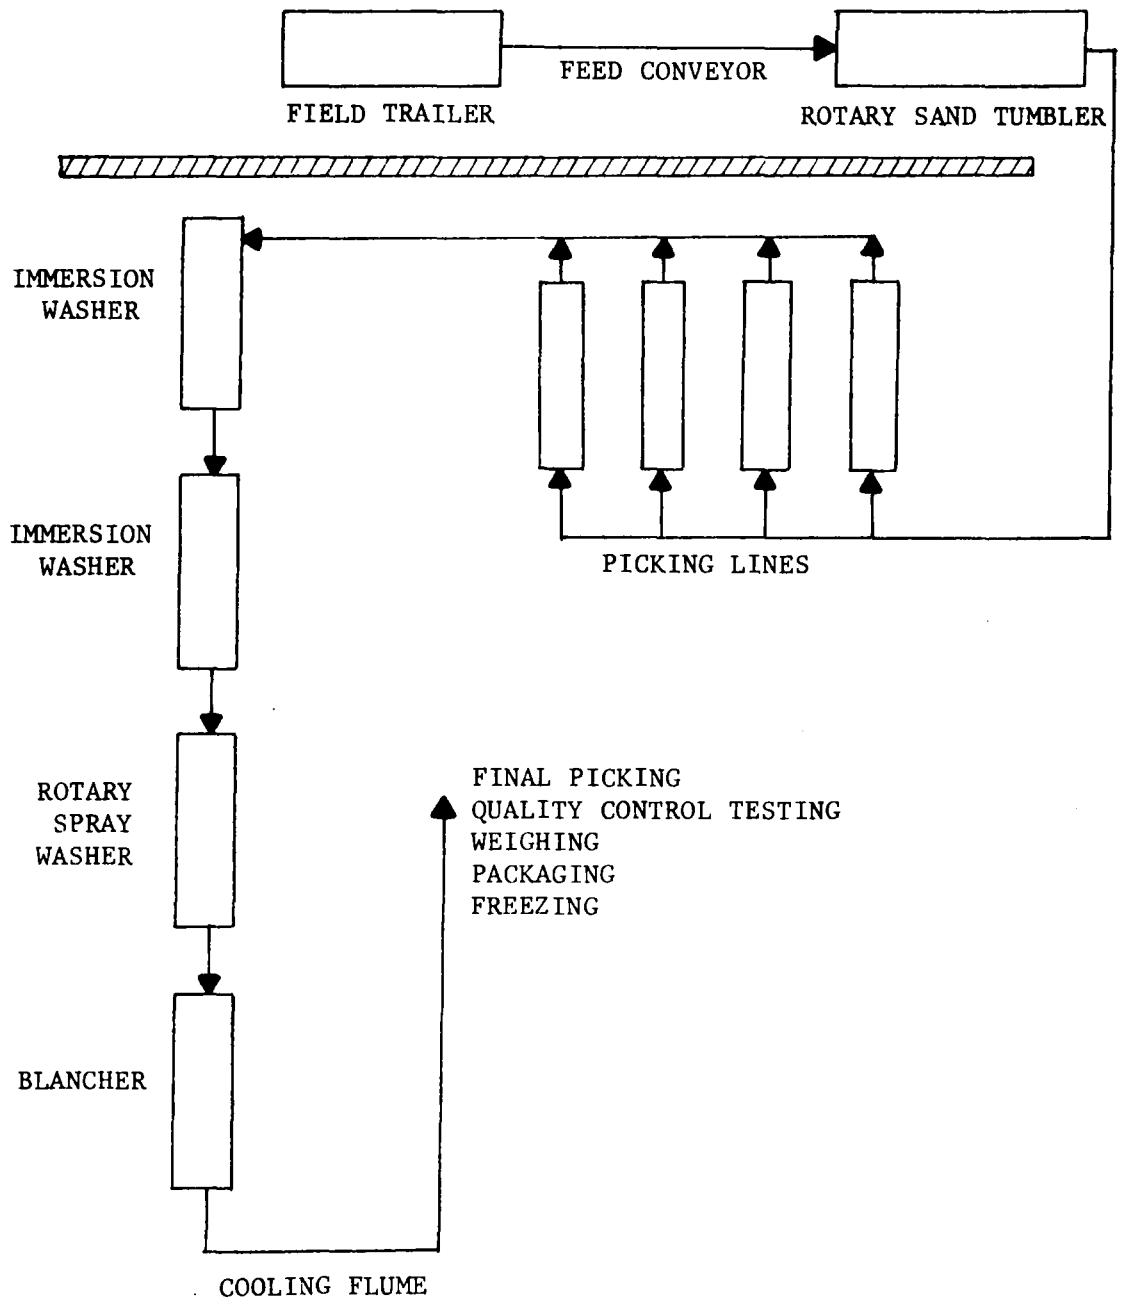 FEED CONVEYOR
FIELD TRAILER
ROTARY SAND TUMBLER
IMMERSION
WASHER
PICKING LINES
IMMERSION
WASHER
ROTARY
SPRAY
WASHER
FINAL PICKING
QUALITY CONTROL TESTING
WEIGHING
PACKAGING
FREEZING
BLANCHER
COOLING FLUME